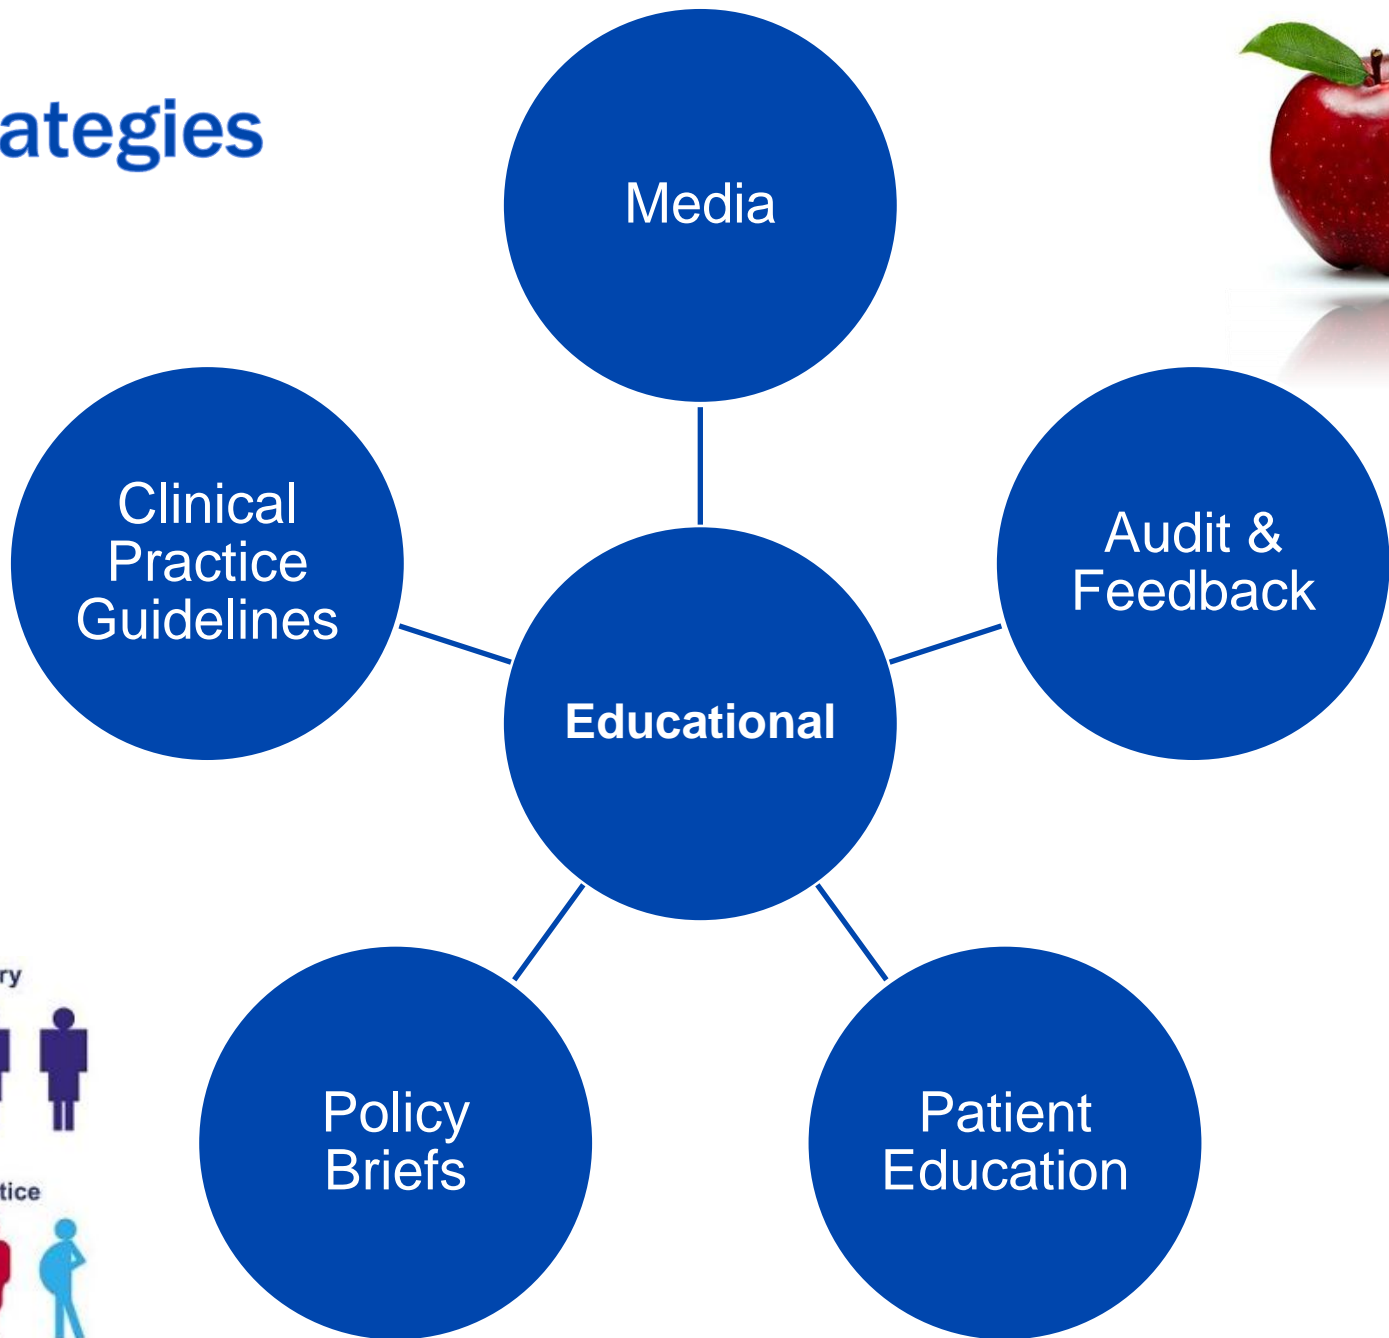 ategies
Media
Clinical
Practice
Guidelines
Audit &
Feedback
Educational
ry
Policy
Briefs
Patient
Education
tice